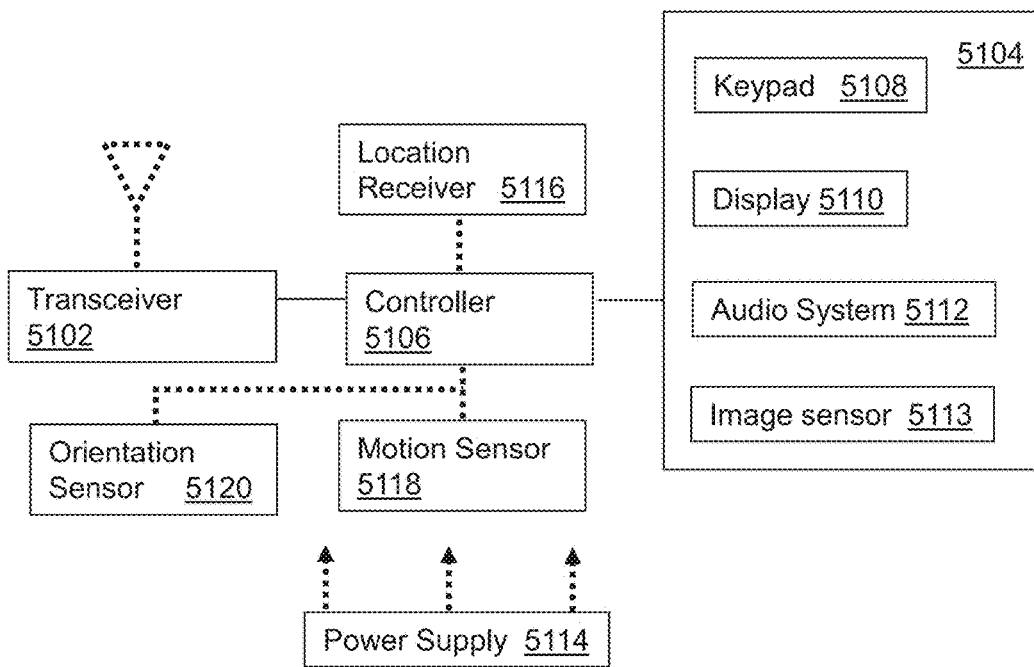 5104
Keypad 5108
Location
Receiver 5116
Display 5110
Transceiver
5102
Controller
5106
Audio System 5112
Image sensor 5113
Orientation
Sensor 5120
Motion Sensor
5118
Power Supply 5114